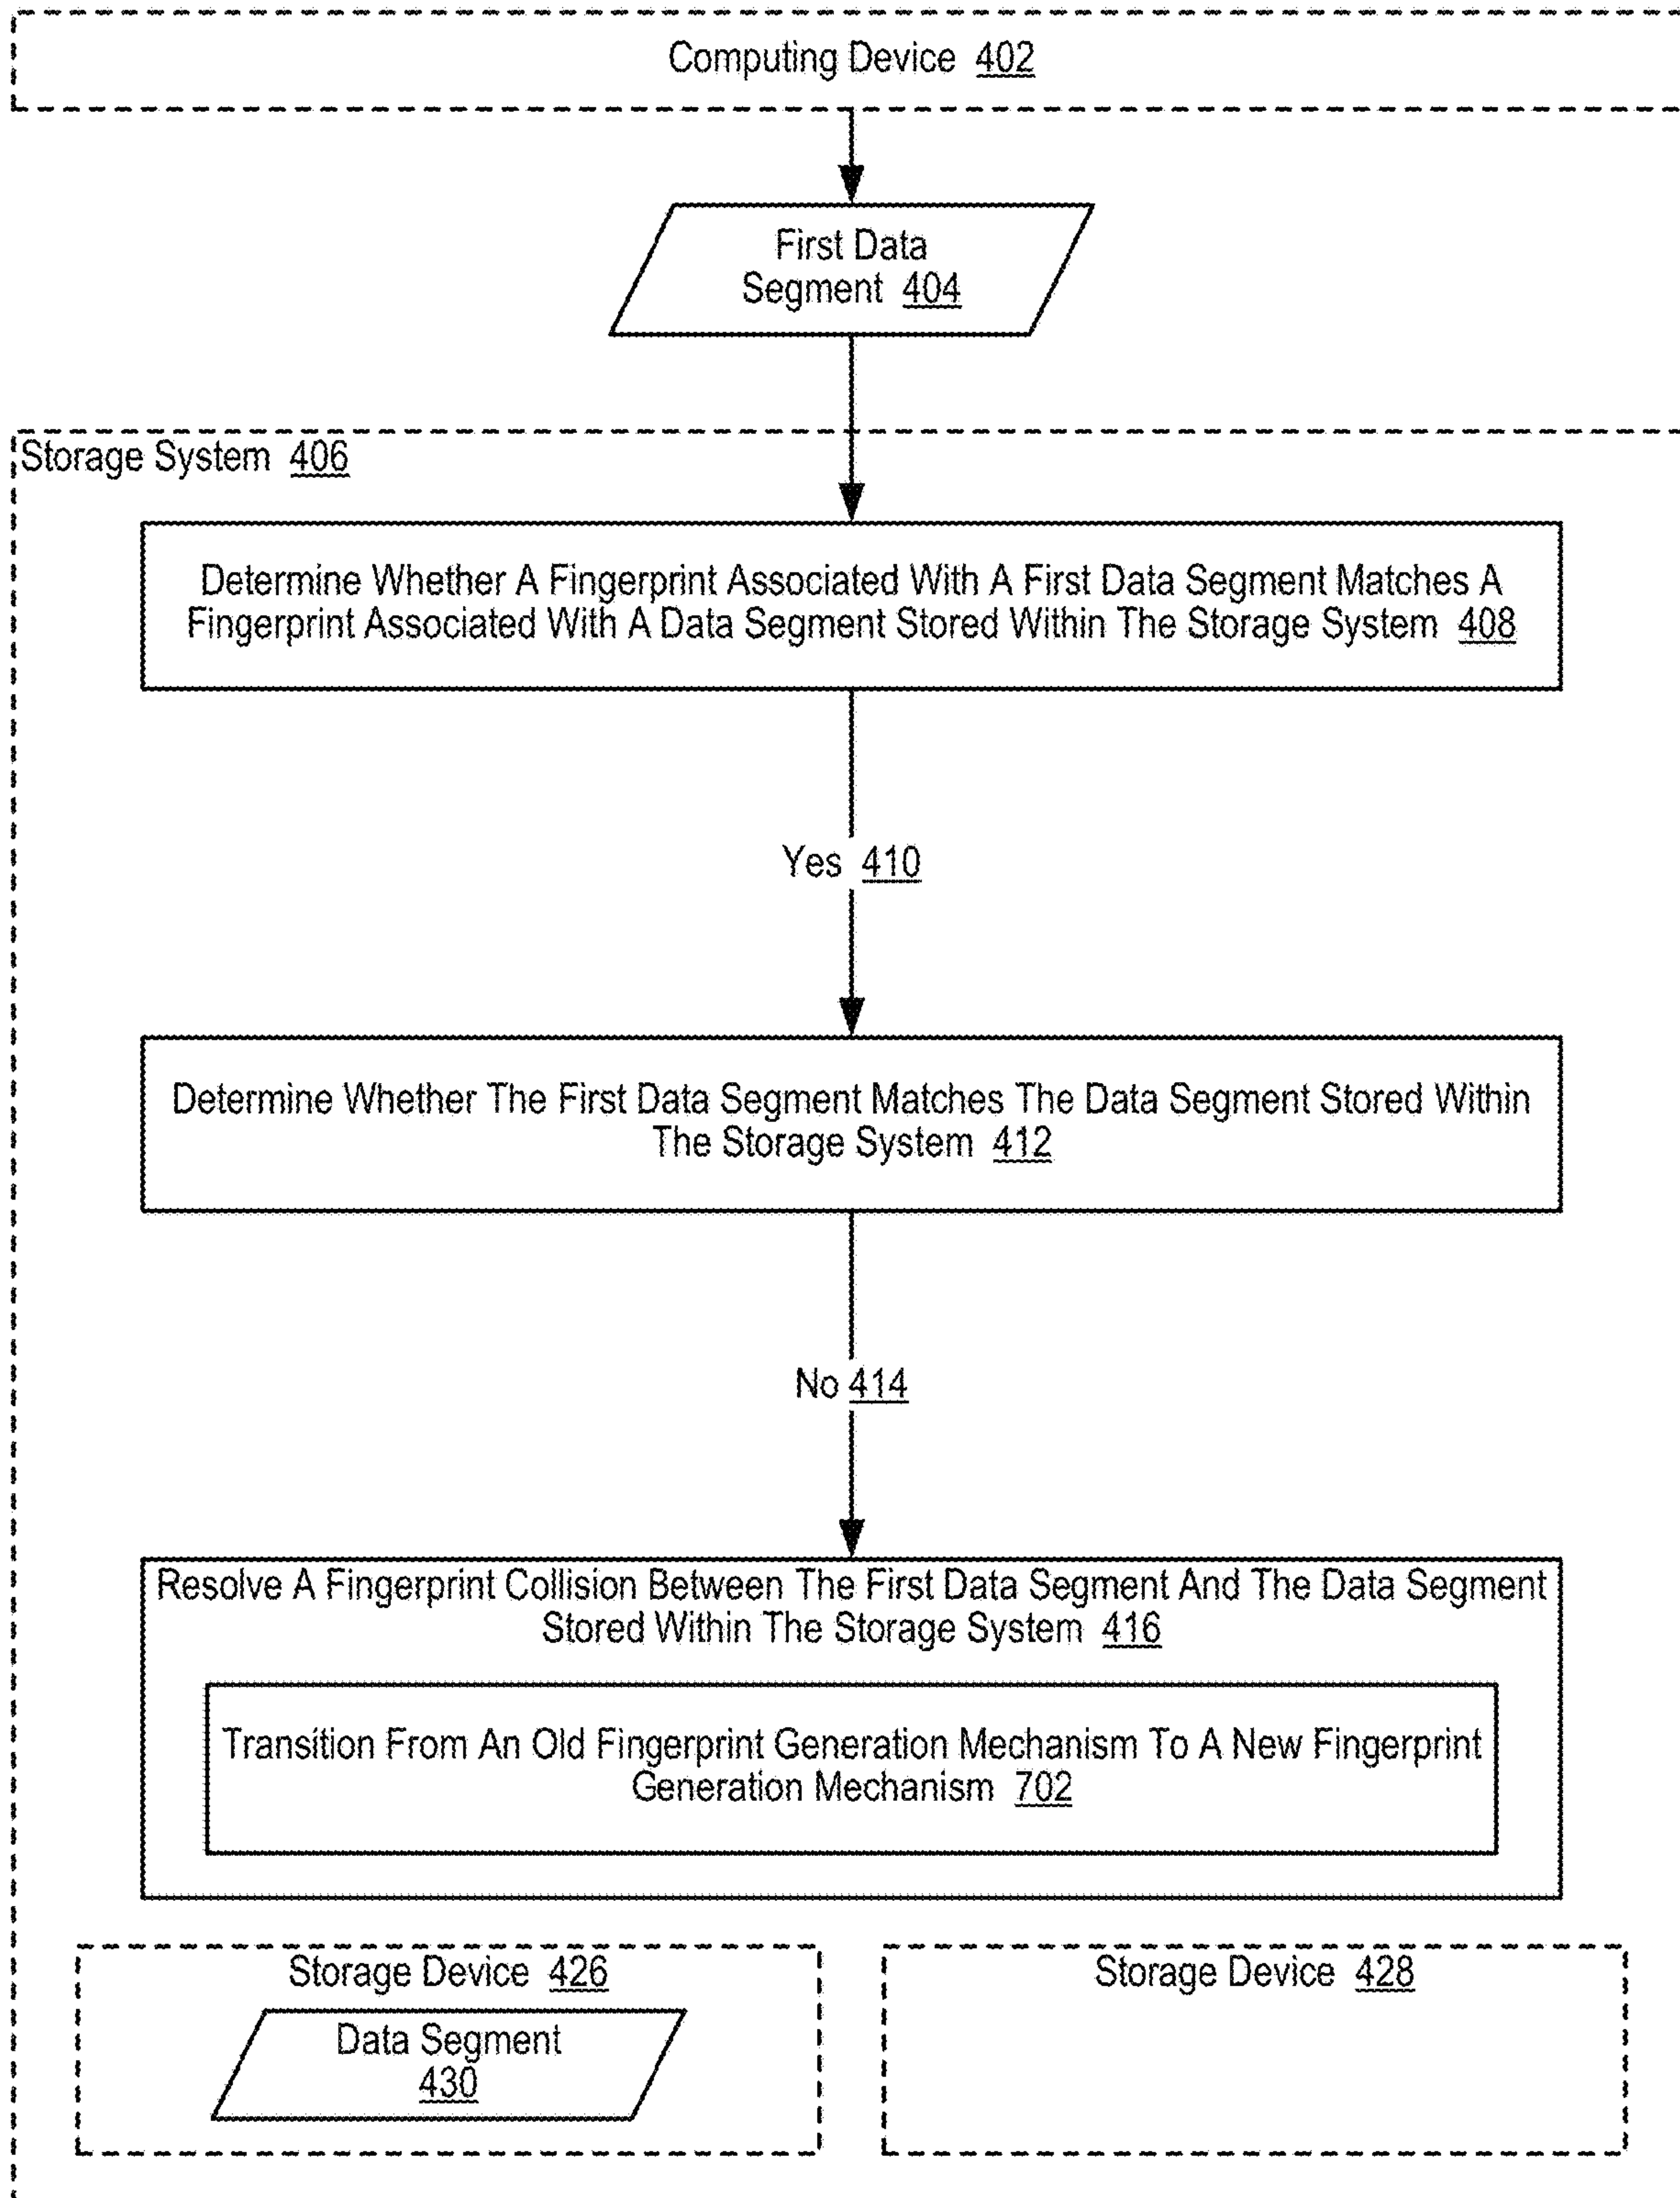 Computing Device 402
First Data
Segment 404
Storage System 406
Determine Whether A Fingerprint Associated With A First Data Segment Matches A
Fingerprint Associated With A Data Segment Stored Within The Storage System 408
Yes 410
Determine Whether The First Data Segment Matches The Data Segment Stored Within
The Storage System 412
No 414
Resolve A Fingerprint Collision Between The First Data Segment And The Data Segment
Stored Within The Storage System 416
Transition From An Old Fingerprint Generation Mechanism To A New Fingerprint
Generation Mechanism 702
Storage Device 426
Data Segment
430
Storage Device 428